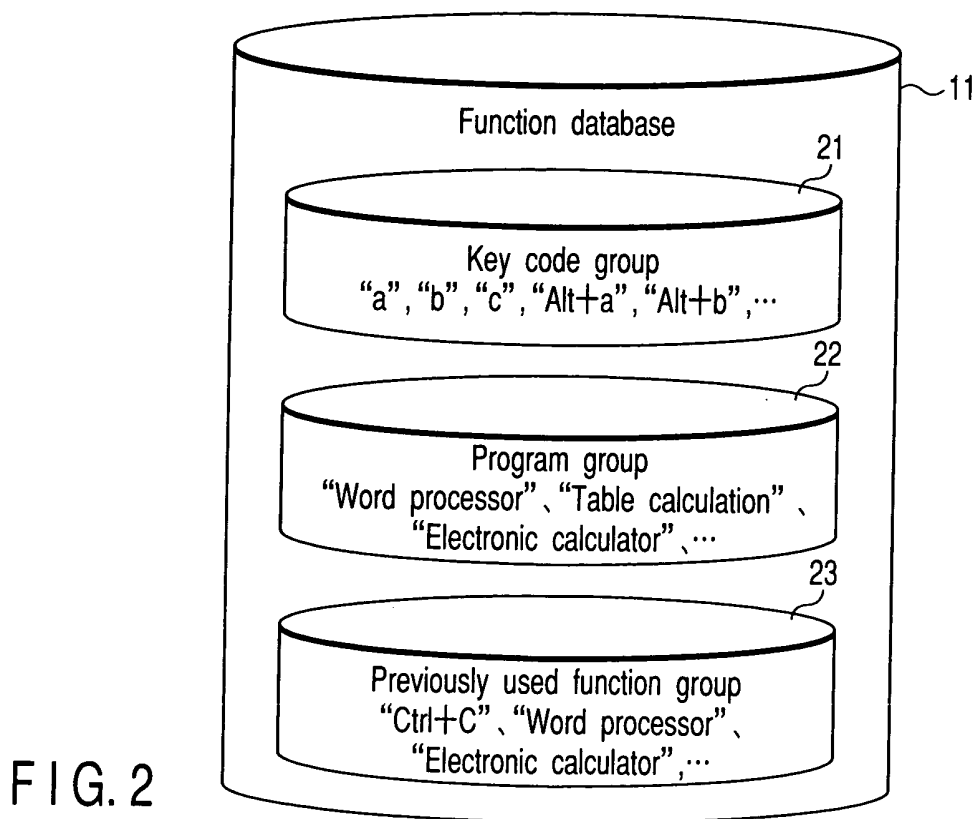 11
Function database
21
Key code group
“a”, “b”, “c”, “Alt+a”, “Alt+b”, ⋯
22
Program group
“Word processor”、“Table calculation”、
“Electronic calculator”、⋯
23
Previously used function group
“Ctrl+C”、“Word processor”、
“Electronic calculator”, ⋯
FIG. 2